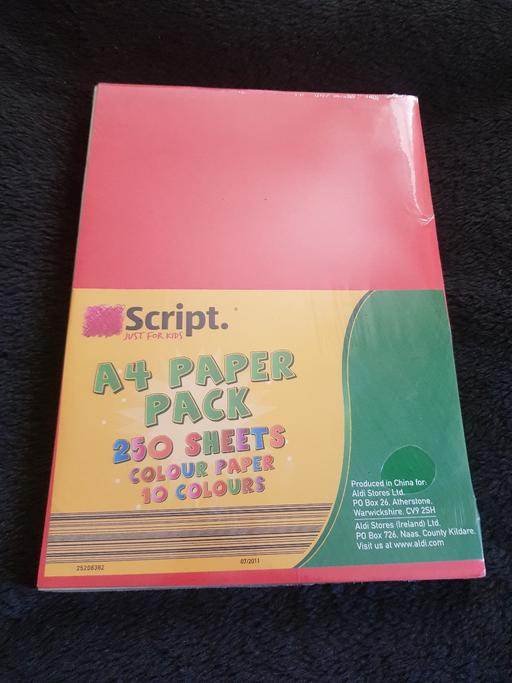 Script.
JUST FOR KIDS
A4 PAPER
PACK
250 SHEETS
COLOUR PAPER
10 COLOURS
Produced in China for:
Aldi Stores Ltd.
PO Box 26, Atherstone,
Warwickshire. CV9 2SH
Aldi Stores (Ireland) Ltd.
PO Box 726, Naas, County Kildare.
Visit us at www.aldi.com
25208382
07/2011